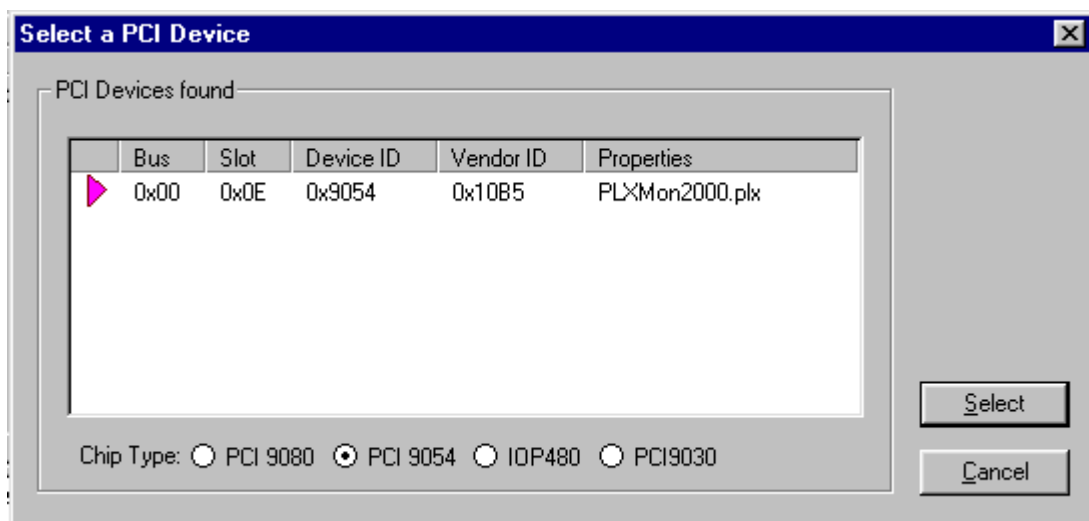 Select a PCI Device
PCI Devices found
Bus Slot Device ID Vendor ID Properties
0x00 0x0E 0x9054 0x10B5 PLXMon2000.plx
Select
Chip Type: PCI 9080 PCI 9054 IOP480 PCI9030
Cancel